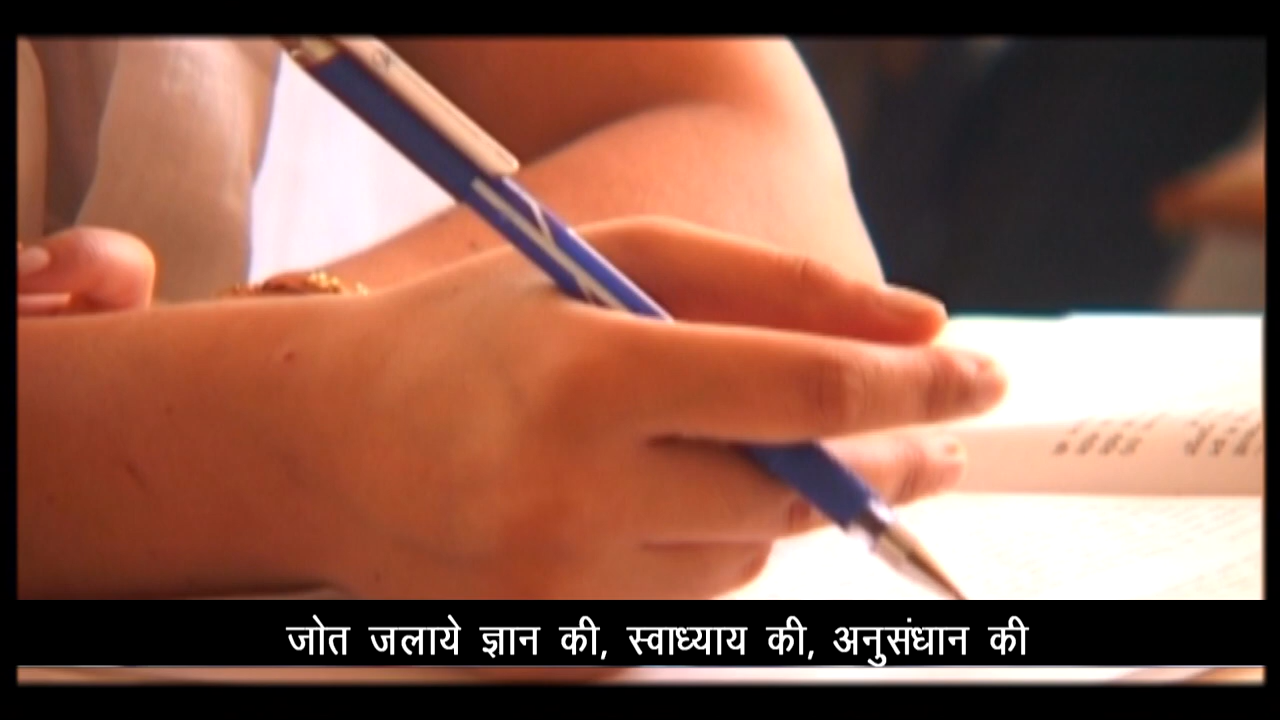 जोत जलाये ज्ञान की, स्वाध्याय की, अनुसंधान की